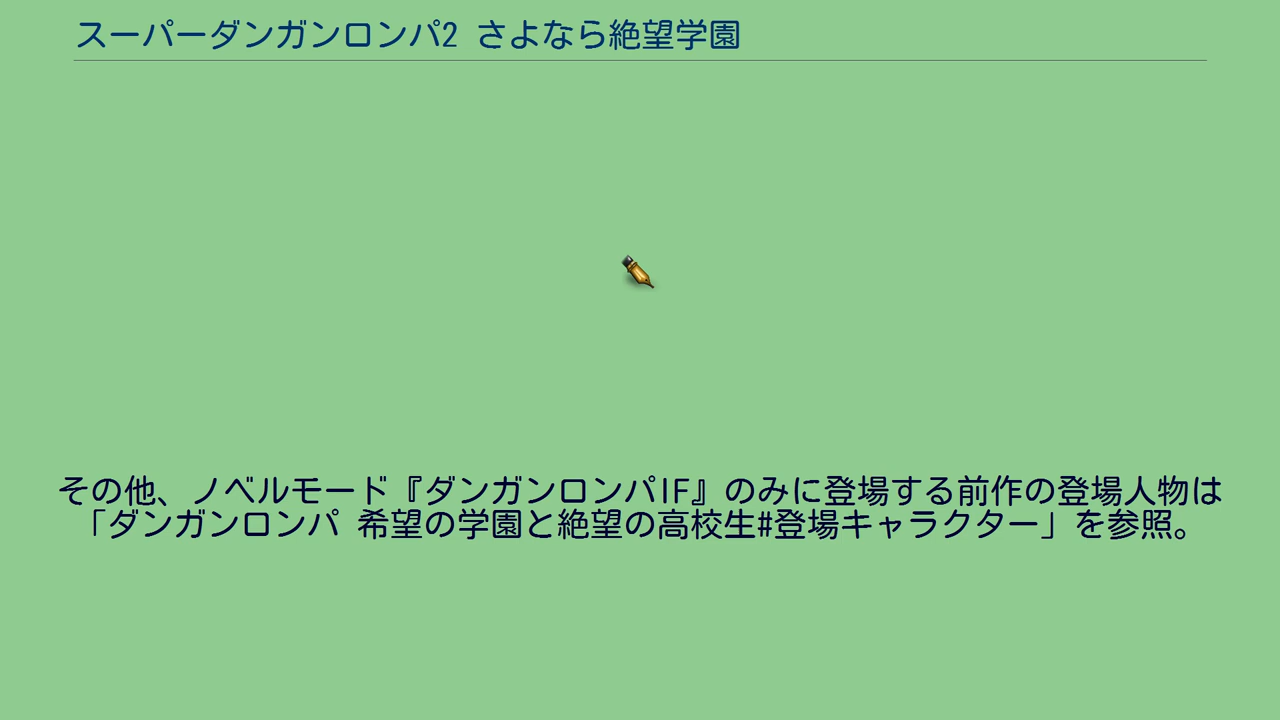 スーパーダンガンロンパ2 さよなら絶望学園
その他、ノベルモード『ダンガンロンパIF』のみに登場する前作の登場人物は
「ダンガンロンパ 希望の学園と絶望の高校生#登場キャラクター」を参照。